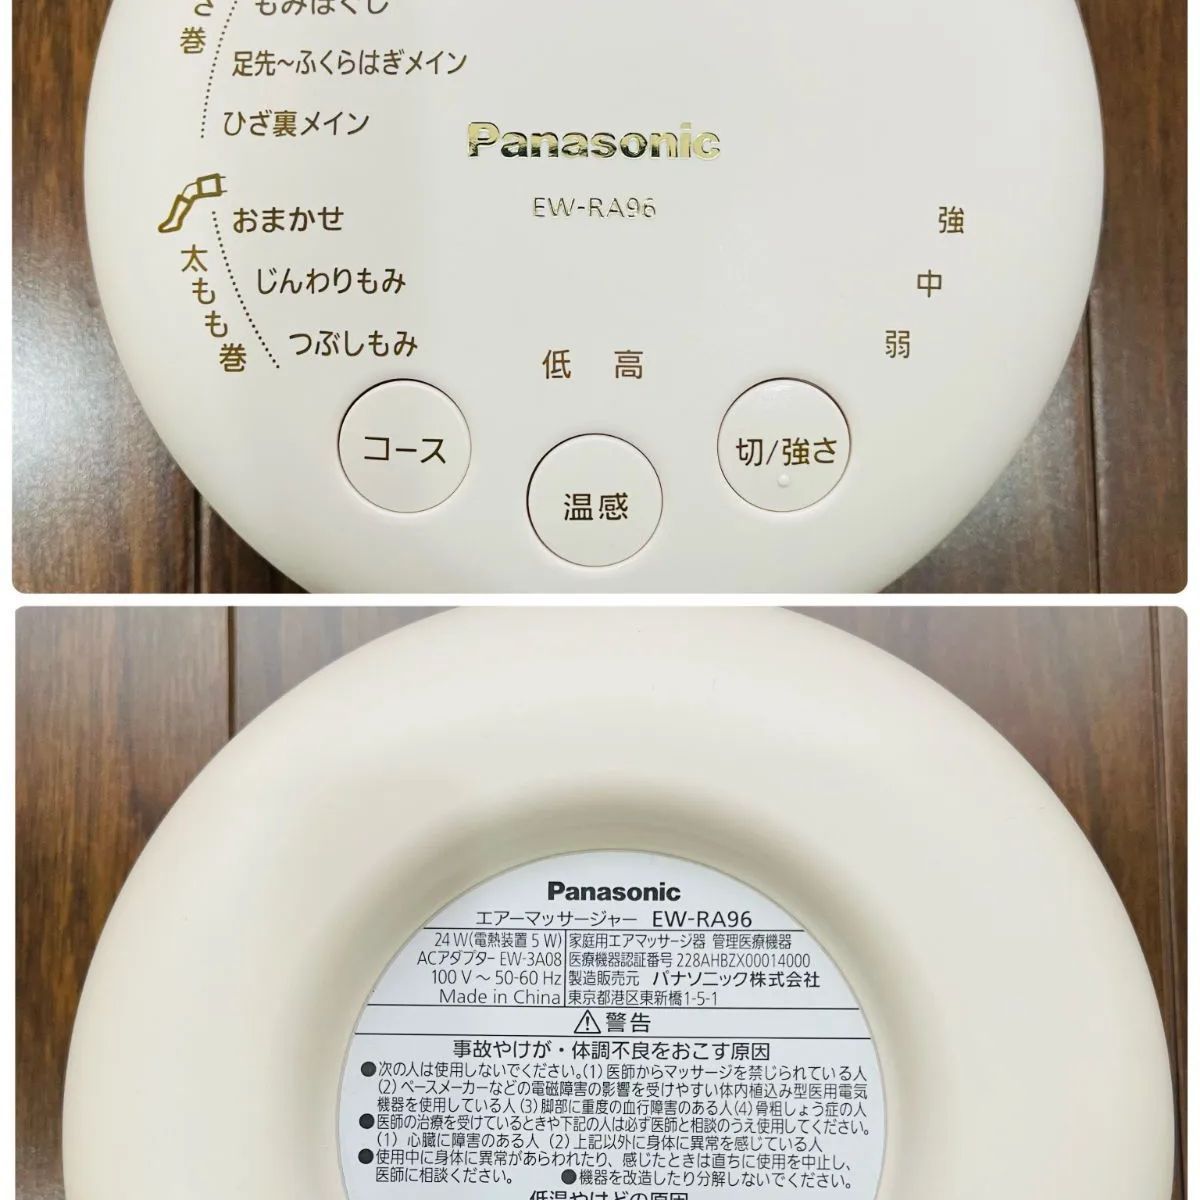 さ
もみほぐし
巻
足先~ふくらはぎメイン
ひざ裏メイン
Panasonic
EW-RA96
おまかせ
太もも巻
じんわりもみ
つぶしもみ
強
中
弱
低 高
コース
温感
切/強さ
Panasonic
エアーマッサージャー EW-RA96
24W(電熱装置5W) 家庭用エアマッサージ器 管理医療機器
ACアダプター EW-3A08 医療機器認証番号 228AHBZX00014000
100 V ~ 50-60 Hz 製造販売元 パナソニック株式会社
Made in China 東京都港区東新橋1-5-1
⚠警告
事故やけが・体調不良をおこす原因
●次の人は使用しないでください。(1) 医師からマッサージを禁じられている人
(2) ペースメーカーなどの電磁障害の影響を受けやすい体内植込み型医用電気
機器を使用している人 (3) 脚部に重度の血行障害のある人 (4) 骨粗しょう症の人
●医師の治療を受けているときや下記の人は必ず医師と相談のうえ使用してください。
(1) 心臓に障害のある人 (2) 上記以外に身体に異常を感じている人
●使用中に身体に異常があらわれたり、感じたときは直ちに使用を中止し、
医師に相談ください。 ●機器を改造したり分解しないでください。
低温やけどの原因